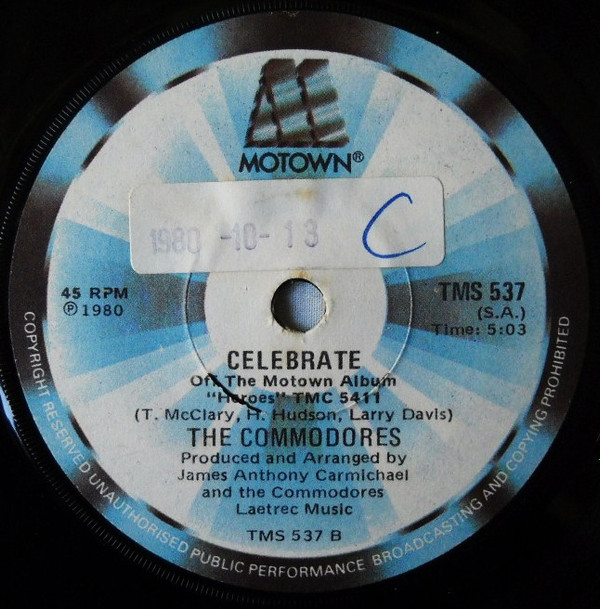 MOTOWN®
1980 -10- 13
C
45 RPM
℗ 1980
TMS 537
(S.A.)
Time: 5:03
CELEBRATE
Off The Motown Album
"Heroes" TMC 5411
(T. McClary, H. Hudson, Larry Davis)
THE COMMODORES
Produced and Arranged by
James Anthony Carmichael
and the Commodores
Laetrec Music
TMS 537 B
COPYRIGHT RESERVED UNAUTHORISED PUBLIC PERFORMANCE BROADCASTING AND COPYING PROHIBITED